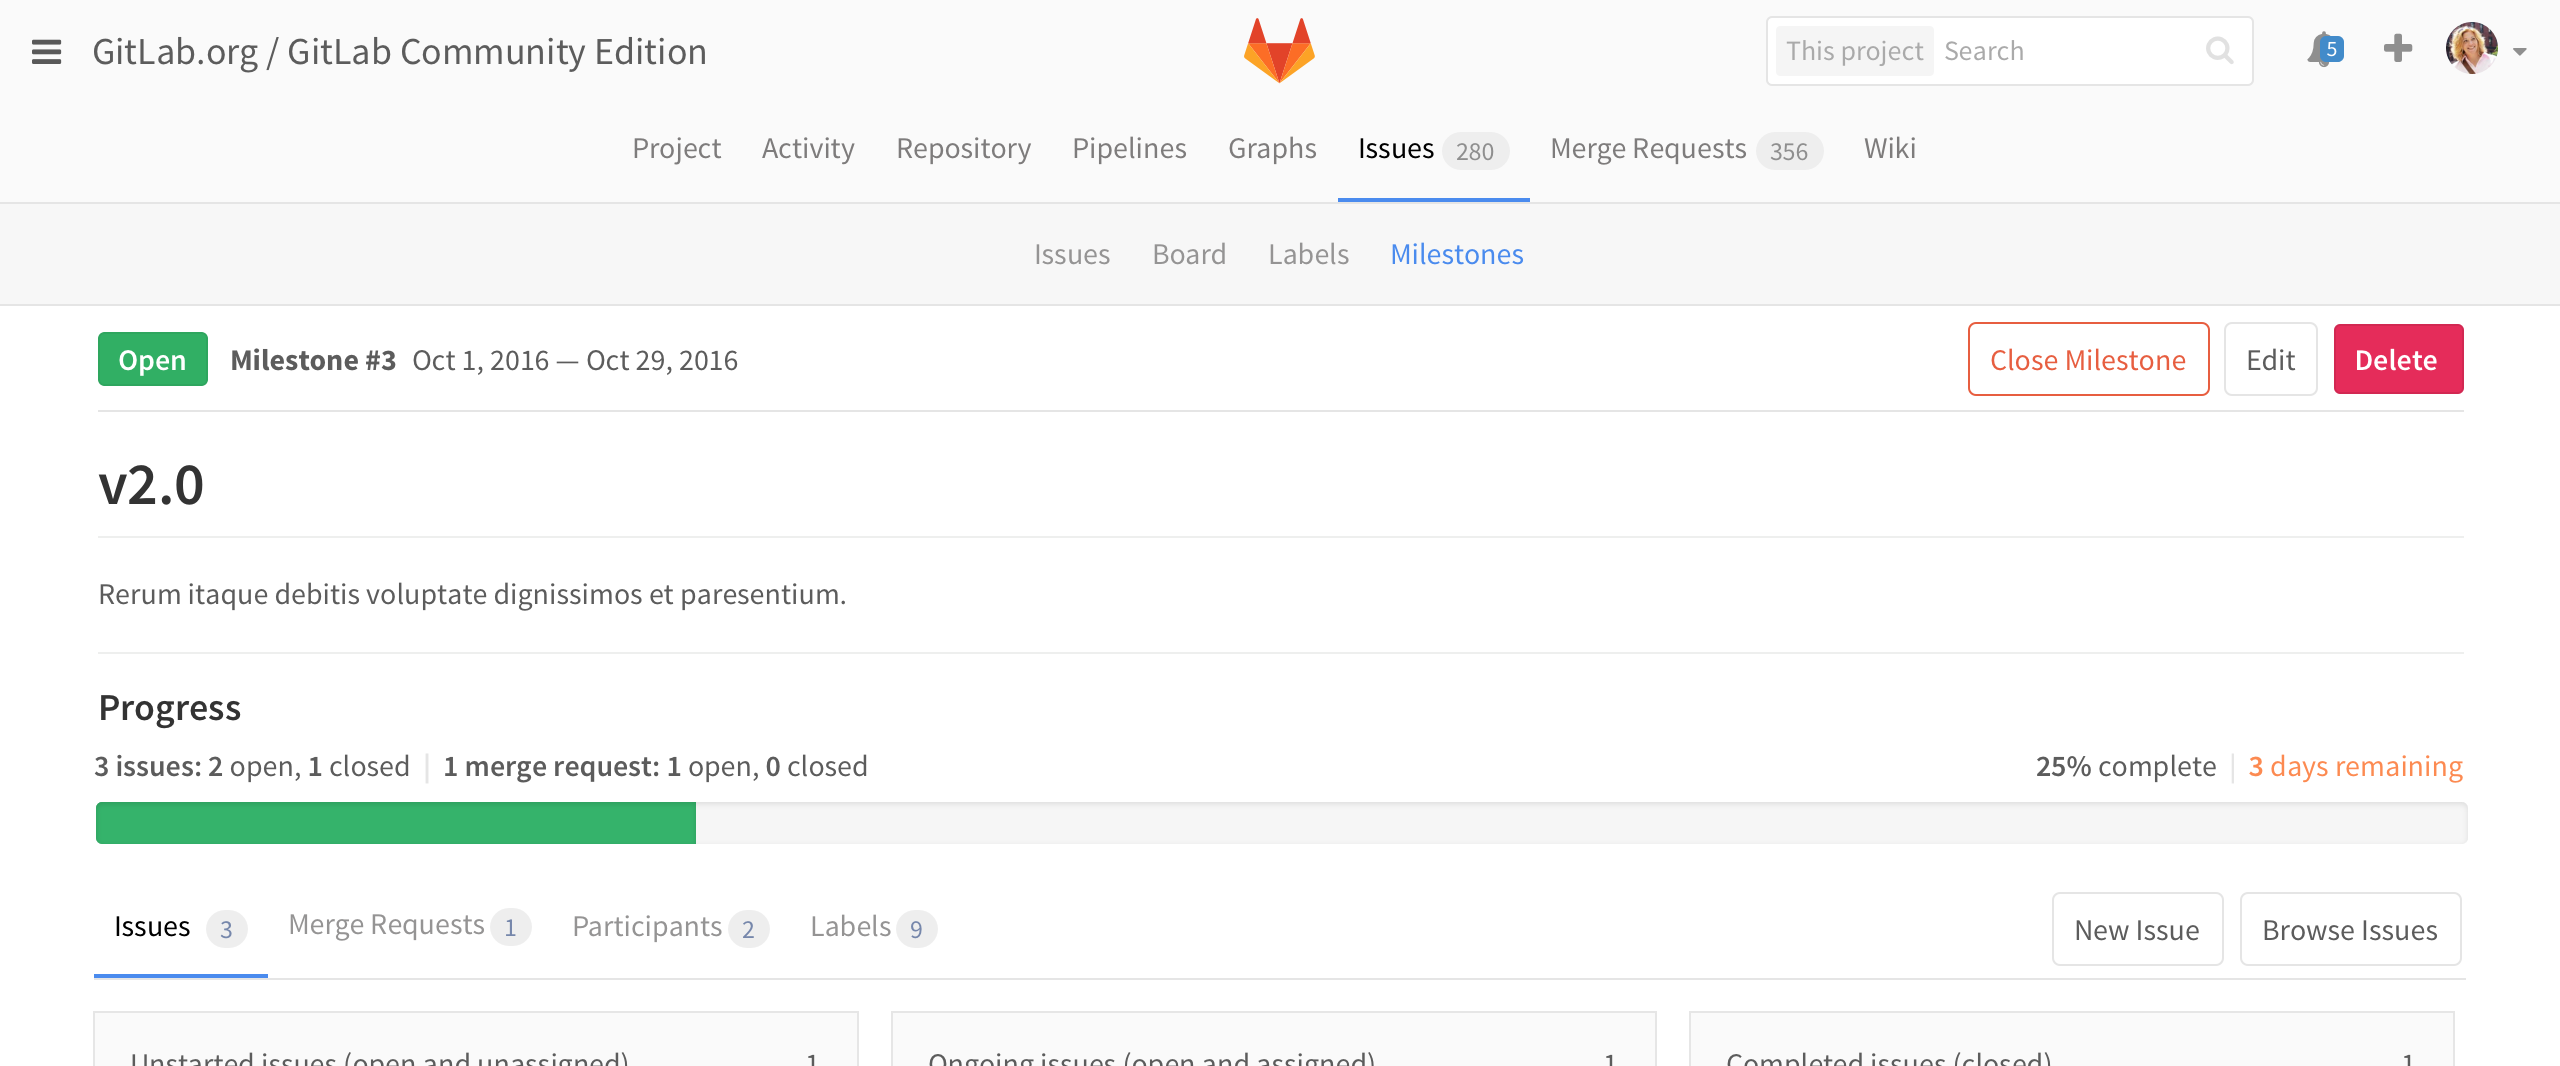 GitLab.org / GitLab Community Edition
This project Search
5
Project Activity Repository Pipelines Graphs Issues 280 Merge Requests 356 Wiki
Issues Board Labels Milestones
Open Milestone #3 Oct 1, 2016 — Oct 29, 2016
Close Milestone Edit Delete
v2.0
Rerum itaque debitis voluptate dignissimos et paresentium.
Progress
3 issues: 2 open, 1 closed | 1 merge request: 1 open, 0 closed
25% complete | 3 days remaining
Issues 3 Merge Requests 1 Participants 2 Labels 9
New Issue Browse Issues
Unstarted issues (open and unassigned) 1
Ongoing issues (open and assigned) 1
Completed issues (closed) 1